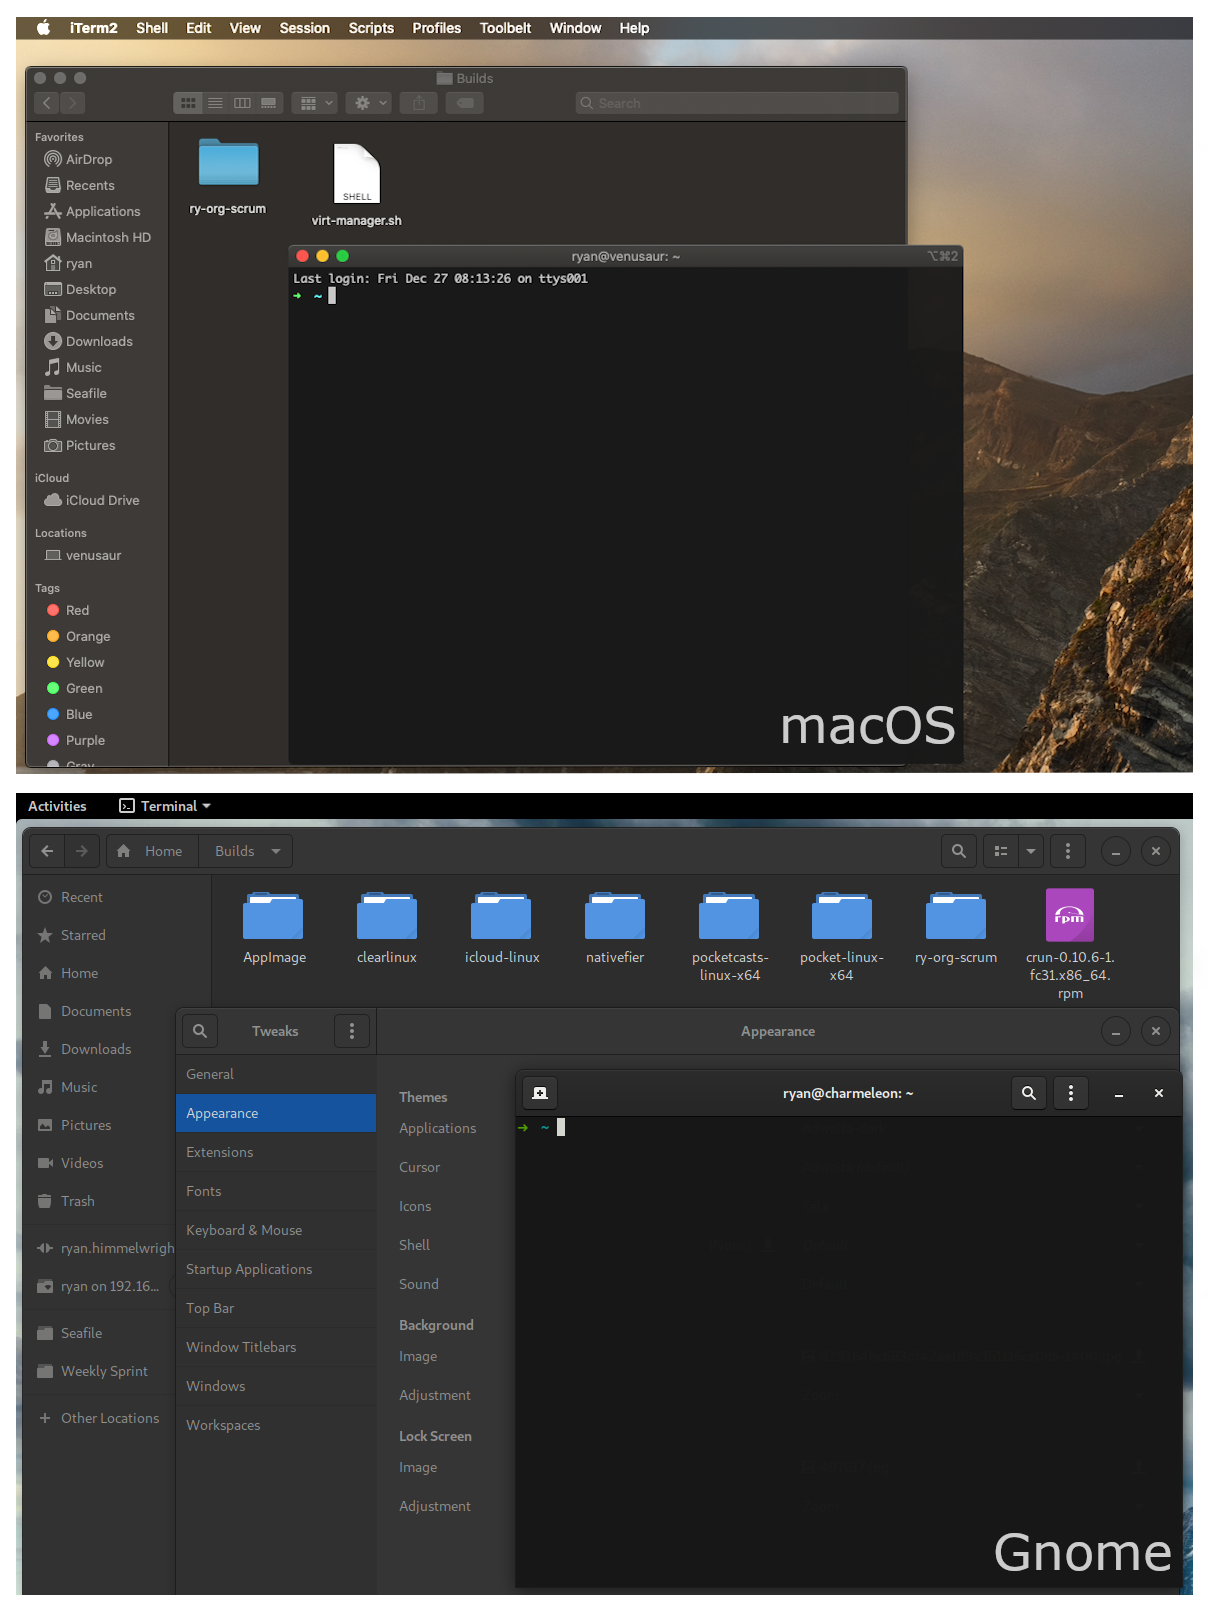 iTerm2 Shell Edit View Session Scripts Profiles Toolbelt Window Help
Builds
Search
Favorites
AirDrop
Recents
Applications
Macintosh HD
ryan
Desktop
Documents
Downloads
Music
Seafile
Movies
Pictures
iCloud
iCloud Drive
Locations
venusaur
Tags
Red
Orange
Yellow
Green
Blue
Purple
Gray
ry-org-scrum
SHELL
virt-manager.sh
ryan@venusaur: ~
⌥⌘2
Last login: Fri Dec 27 08:13:26 on ttys001
➜ ~
macOS
Activities Terminal
Home Builds
Recent
Starred
Home
Documents
Downloads
Music
Pictures
Videos
Trash
ryan.himmelwrigh
ryan on 192.16...
Seafile
Weekly Sprint
Other Locations
AppImage
clearlinux
icloud-linux
nativefier
pocketcasts-
linux-x64
pocket-linux-
x64
ry-org-scrum
rpm
crun-0.10.6-1.
fc31.x86_64.
rpm
Tweaks
Appearance
General
Appearance
Extensions
Fonts
Keyboard & Mouse
Startup Applications
Top Bar
Window Titlebars
Windows
Workspaces
Themes
Applications
Cursor
Icons
Shell
Sound
Background
Image
Adjustment
Lock Screen
Image
Adjustment
ryan@charmeleon: ~
➜ ~
Gnome